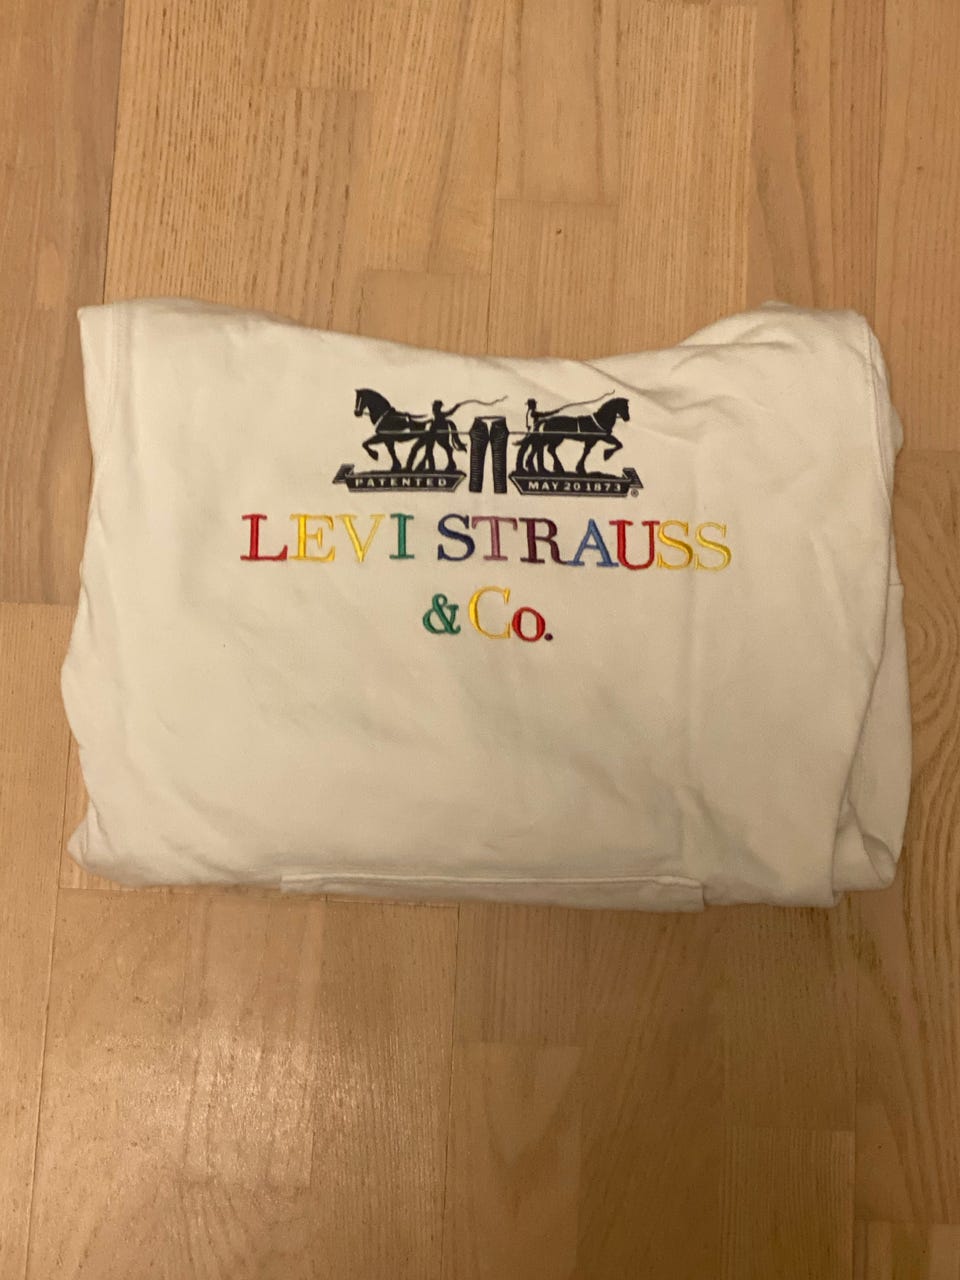 PATENTED MAY 20 1873 ®
LEVI STRAUSS
& Co.